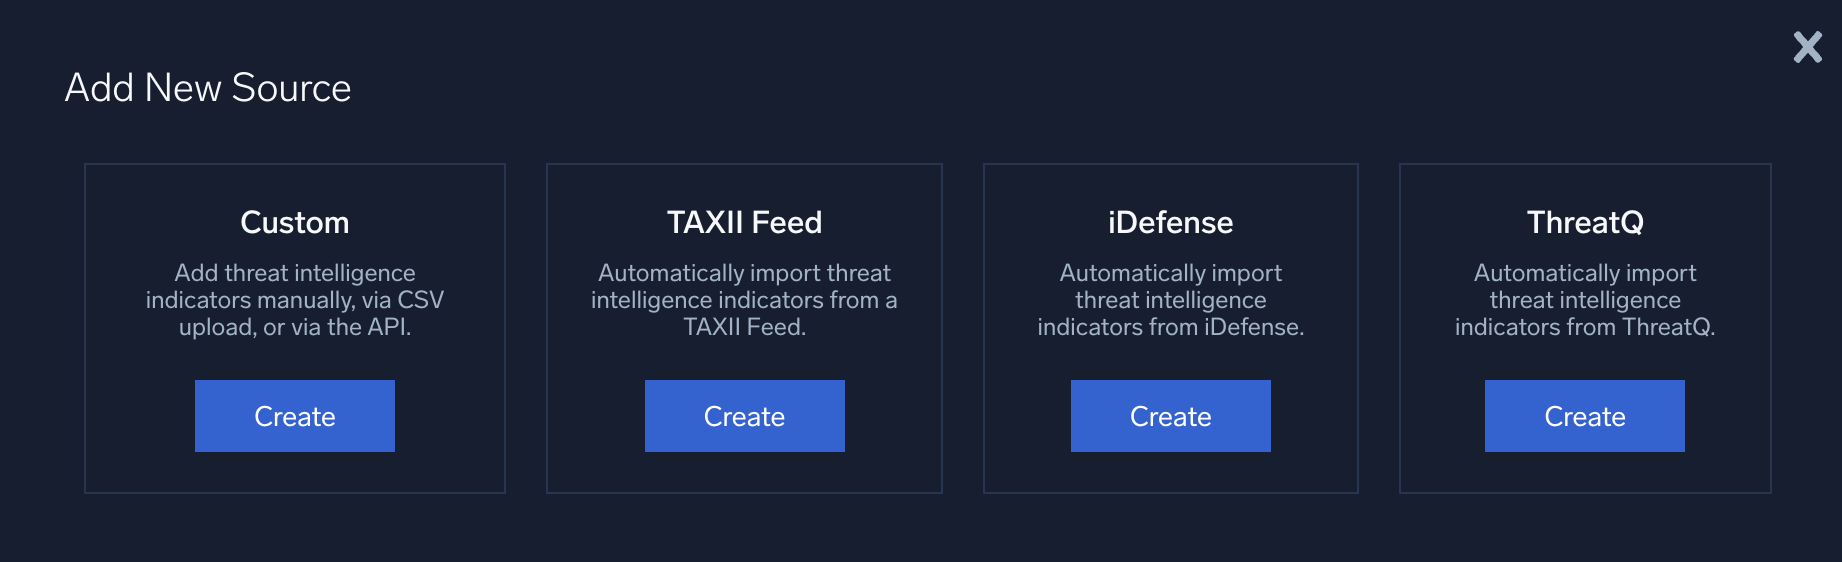 Add New Source
Custom
Add threat intelligence
indicators manually, via CSV
upload, or via the API.
Create
TAXII Feed
Automatically import threat
intelligence indicators from a
TAXII Feed.
Create
iDefense
Automatically import
threat intelligence
indicators from iDefense.
Create
ThreatQ
Automatically import
threat intelligence
indicators from ThreatQ.
Create